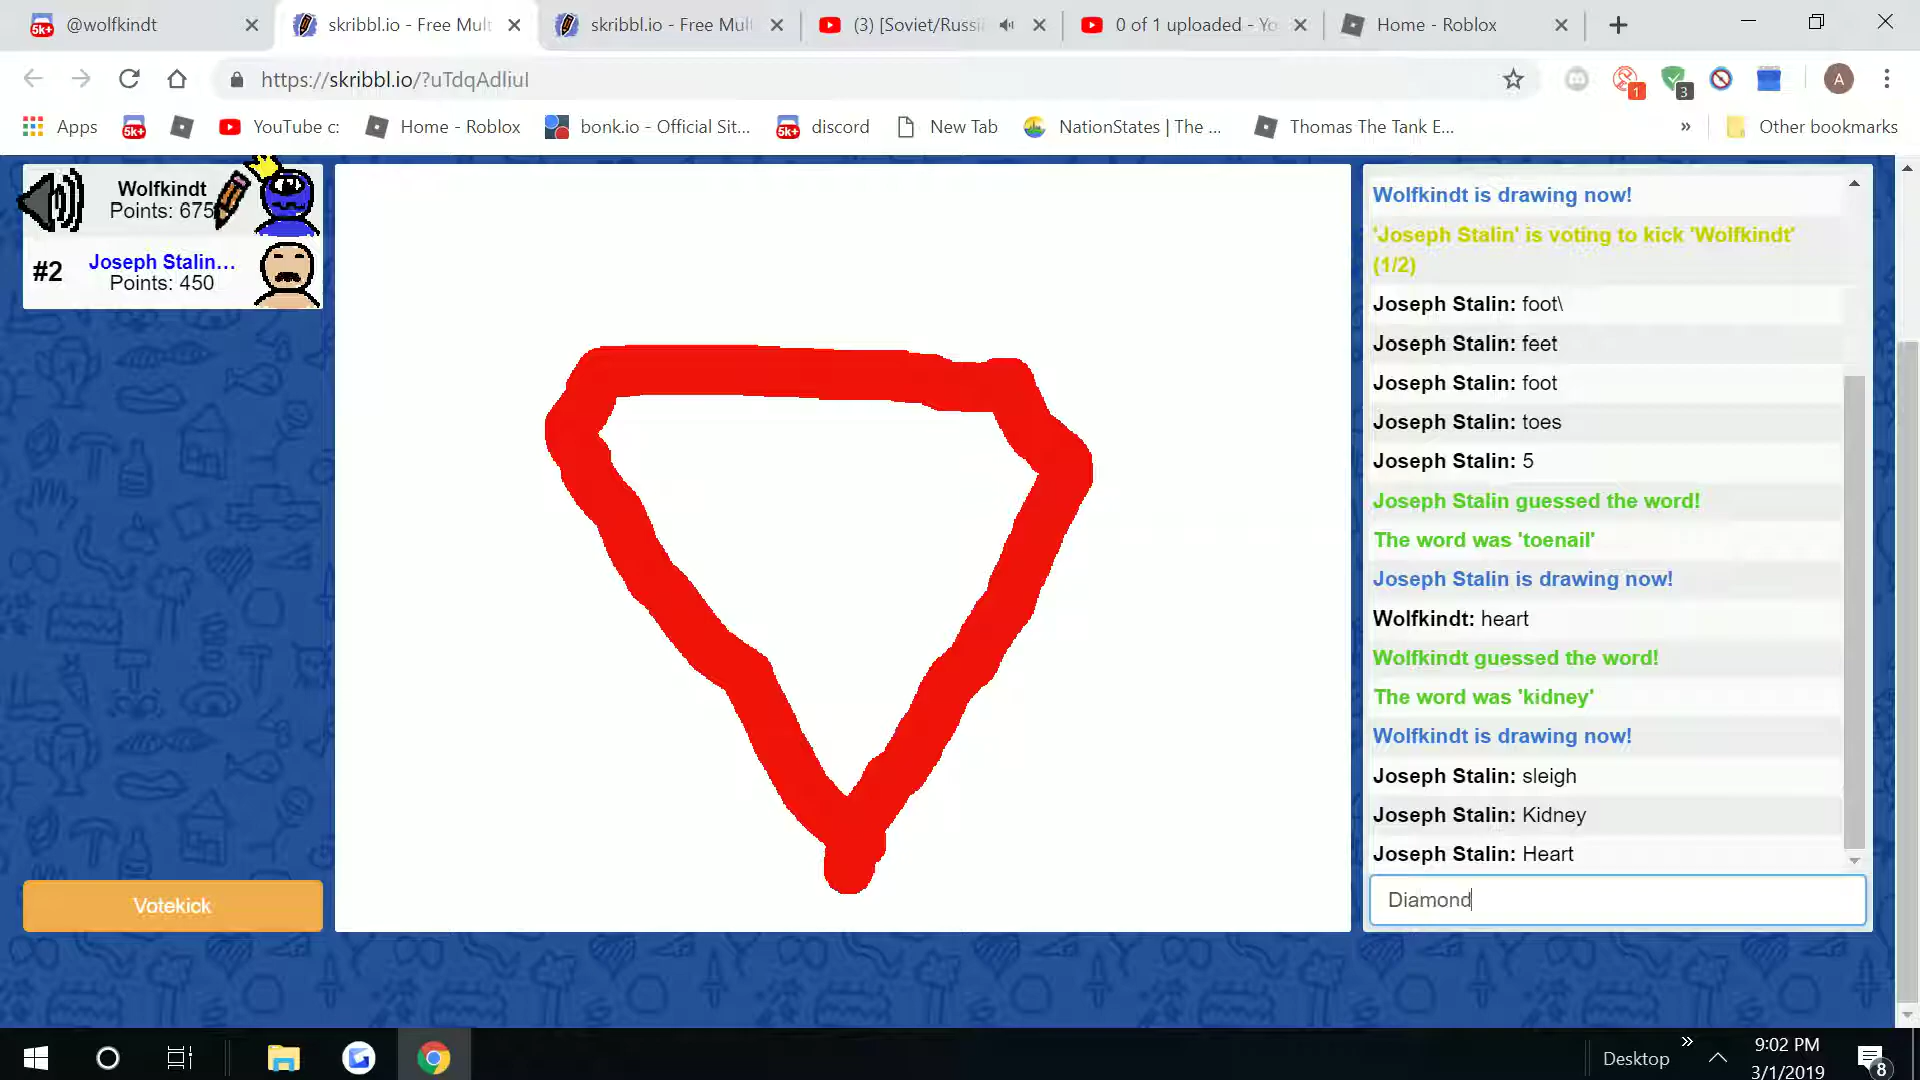 @wolfkindt
skribbl.io - Free Mult
skribbl.io - Free Mult
(3) [Soviet/Russi
0 of 1 uploaded - Yo
Home - Roblox
https://skribbl.io/?uTdqAdliuI
1
3
A
Apps
5k+
YouTube c:
Home - Roblox
bonk.io - Official Sit...
5k+
discord
New Tab
NationStates | The ...
Thomas The Tank E...
»
Other bookmarks
Wolfkindt
Points: 675
#2
Joseph Stalin...
Points: 450
Votekick
Wolfkindt is drawing now!
'Joseph Stalin' is voting to kick 'Wolfkindt'
(1/2)
Joseph Stalin: foot\
Joseph Stalin: feet
Joseph Stalin: foot
Joseph Stalin: toes
Joseph Stalin: 5
Joseph Stalin guessed the word!
The word was 'toenail'
Joseph Stalin is drawing now!
Wolfkindt: heart
Wolfkindt guessed the word!
The word was 'kidney'
Wolfkindt is drawing now!
Joseph Stalin: sleigh
Joseph Stalin: Kidney
Joseph Stalin: Heart
Diamond
Desktop
»
9:02 PM
3/1/2019
8